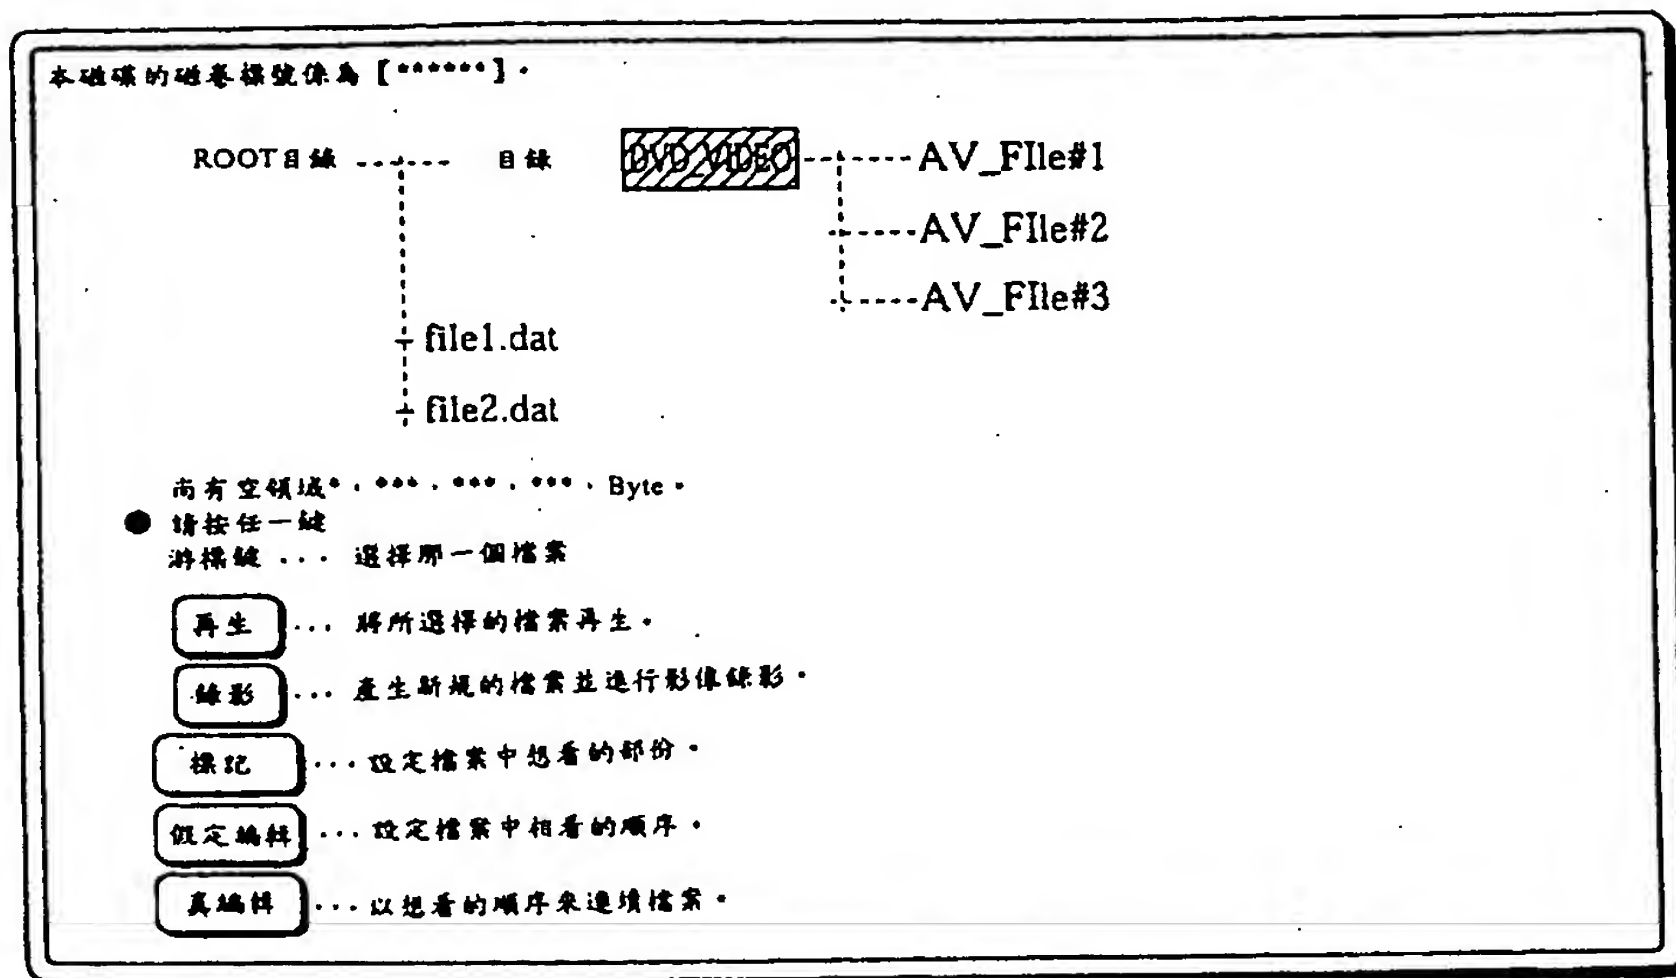 本磁碟的磁卷標號係為 [******]。
ROOT目錄 ------ 目錄 DVD_VIDEO ------ AV_FIle#1
-----AV_FIle#2
-----AV_FIle#3
file1.dat
file2.dat
尚有空領域*,***,***,***,Byte。
● 請按任一鍵
游標鍵 ... 選擇那一個檔案
再生 ... 將所選擇的檔案再生。
錄影 ... 產生新規的檔案並進行影像錄影。
標記 ... 設定檔案中想看的部份。
假定編輯 ... 設定檔案中相看的順序。
真編輯 ... 以想看的順序來連續檔案。